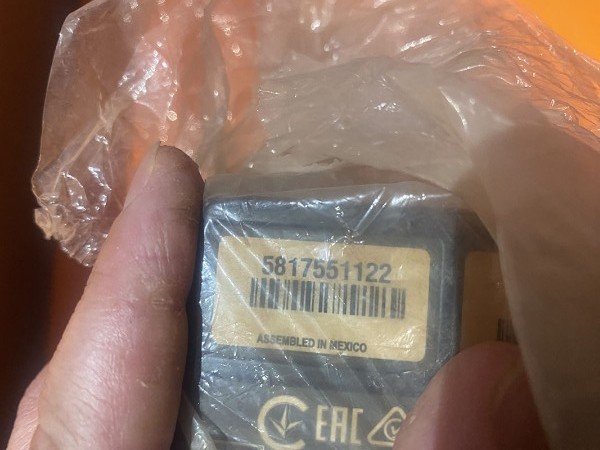 5817551122
ASSEMBLED IN MEXICO
EAC